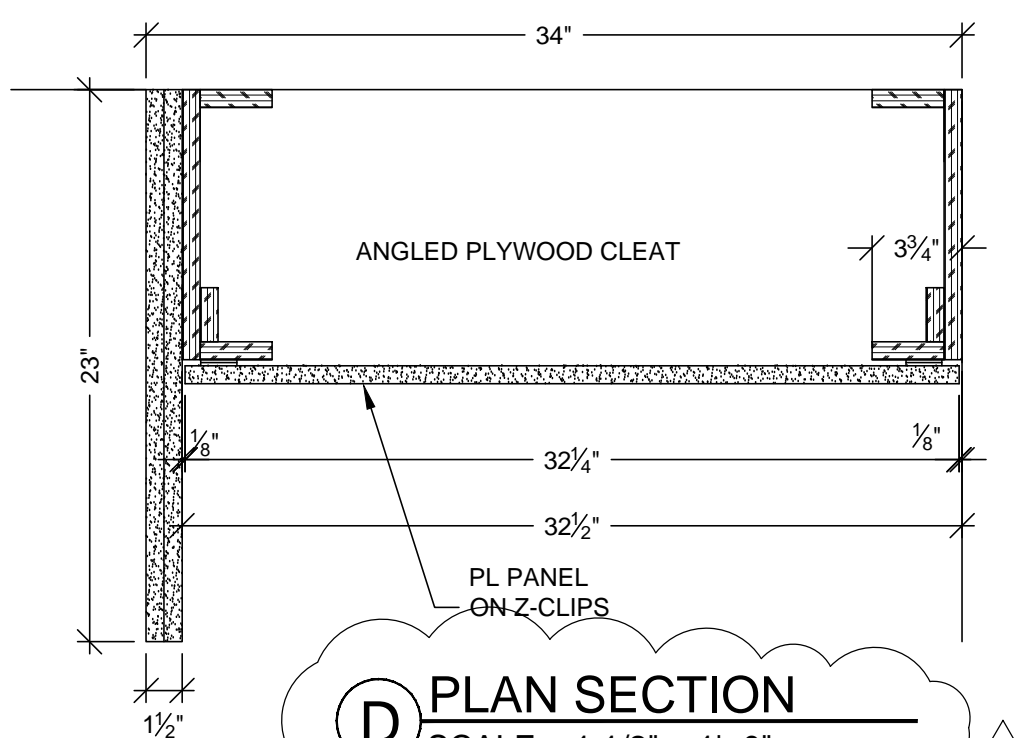 34"
ANGLED PLYWOOD CLEAT
3¾"
23"
⅛"
⅛"
32¼"
32½"
PL PANEL
ON Z-CLIPS
1½"
D
PLAN SECTION